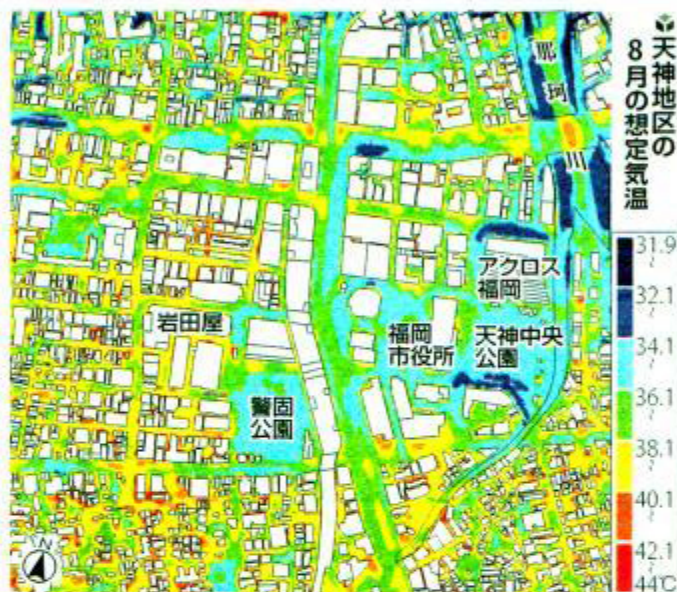 天神地区の
8月の想定気温
那珂川
アクロス
福岡
岩田屋
福岡
市役所
天神中央
公園
警固
公園
31.9
〜
32.1
〜
34.1
〜
36.1
〜
38.1
〜
40.1
〜
42.1
〜
44℃
N